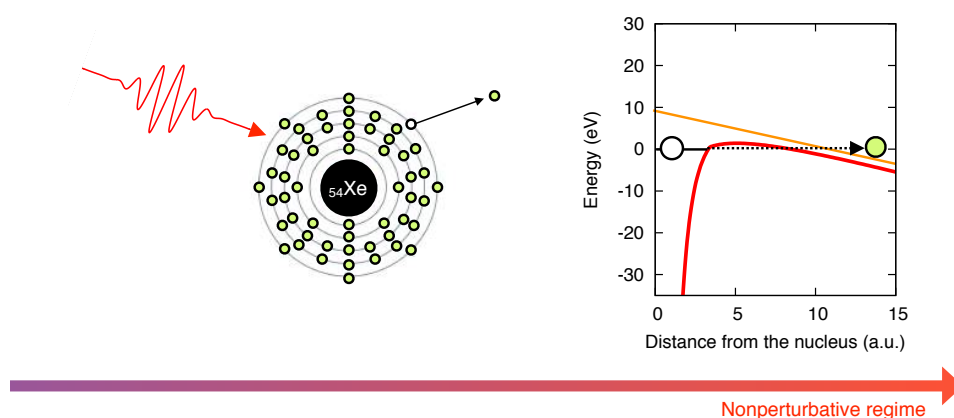 54Xe
30
20
10
0
-10
-20
-30
Energy (eV)
0 5 10 15
Distance from the nucleus (a.u.)
Nonperturbative regime